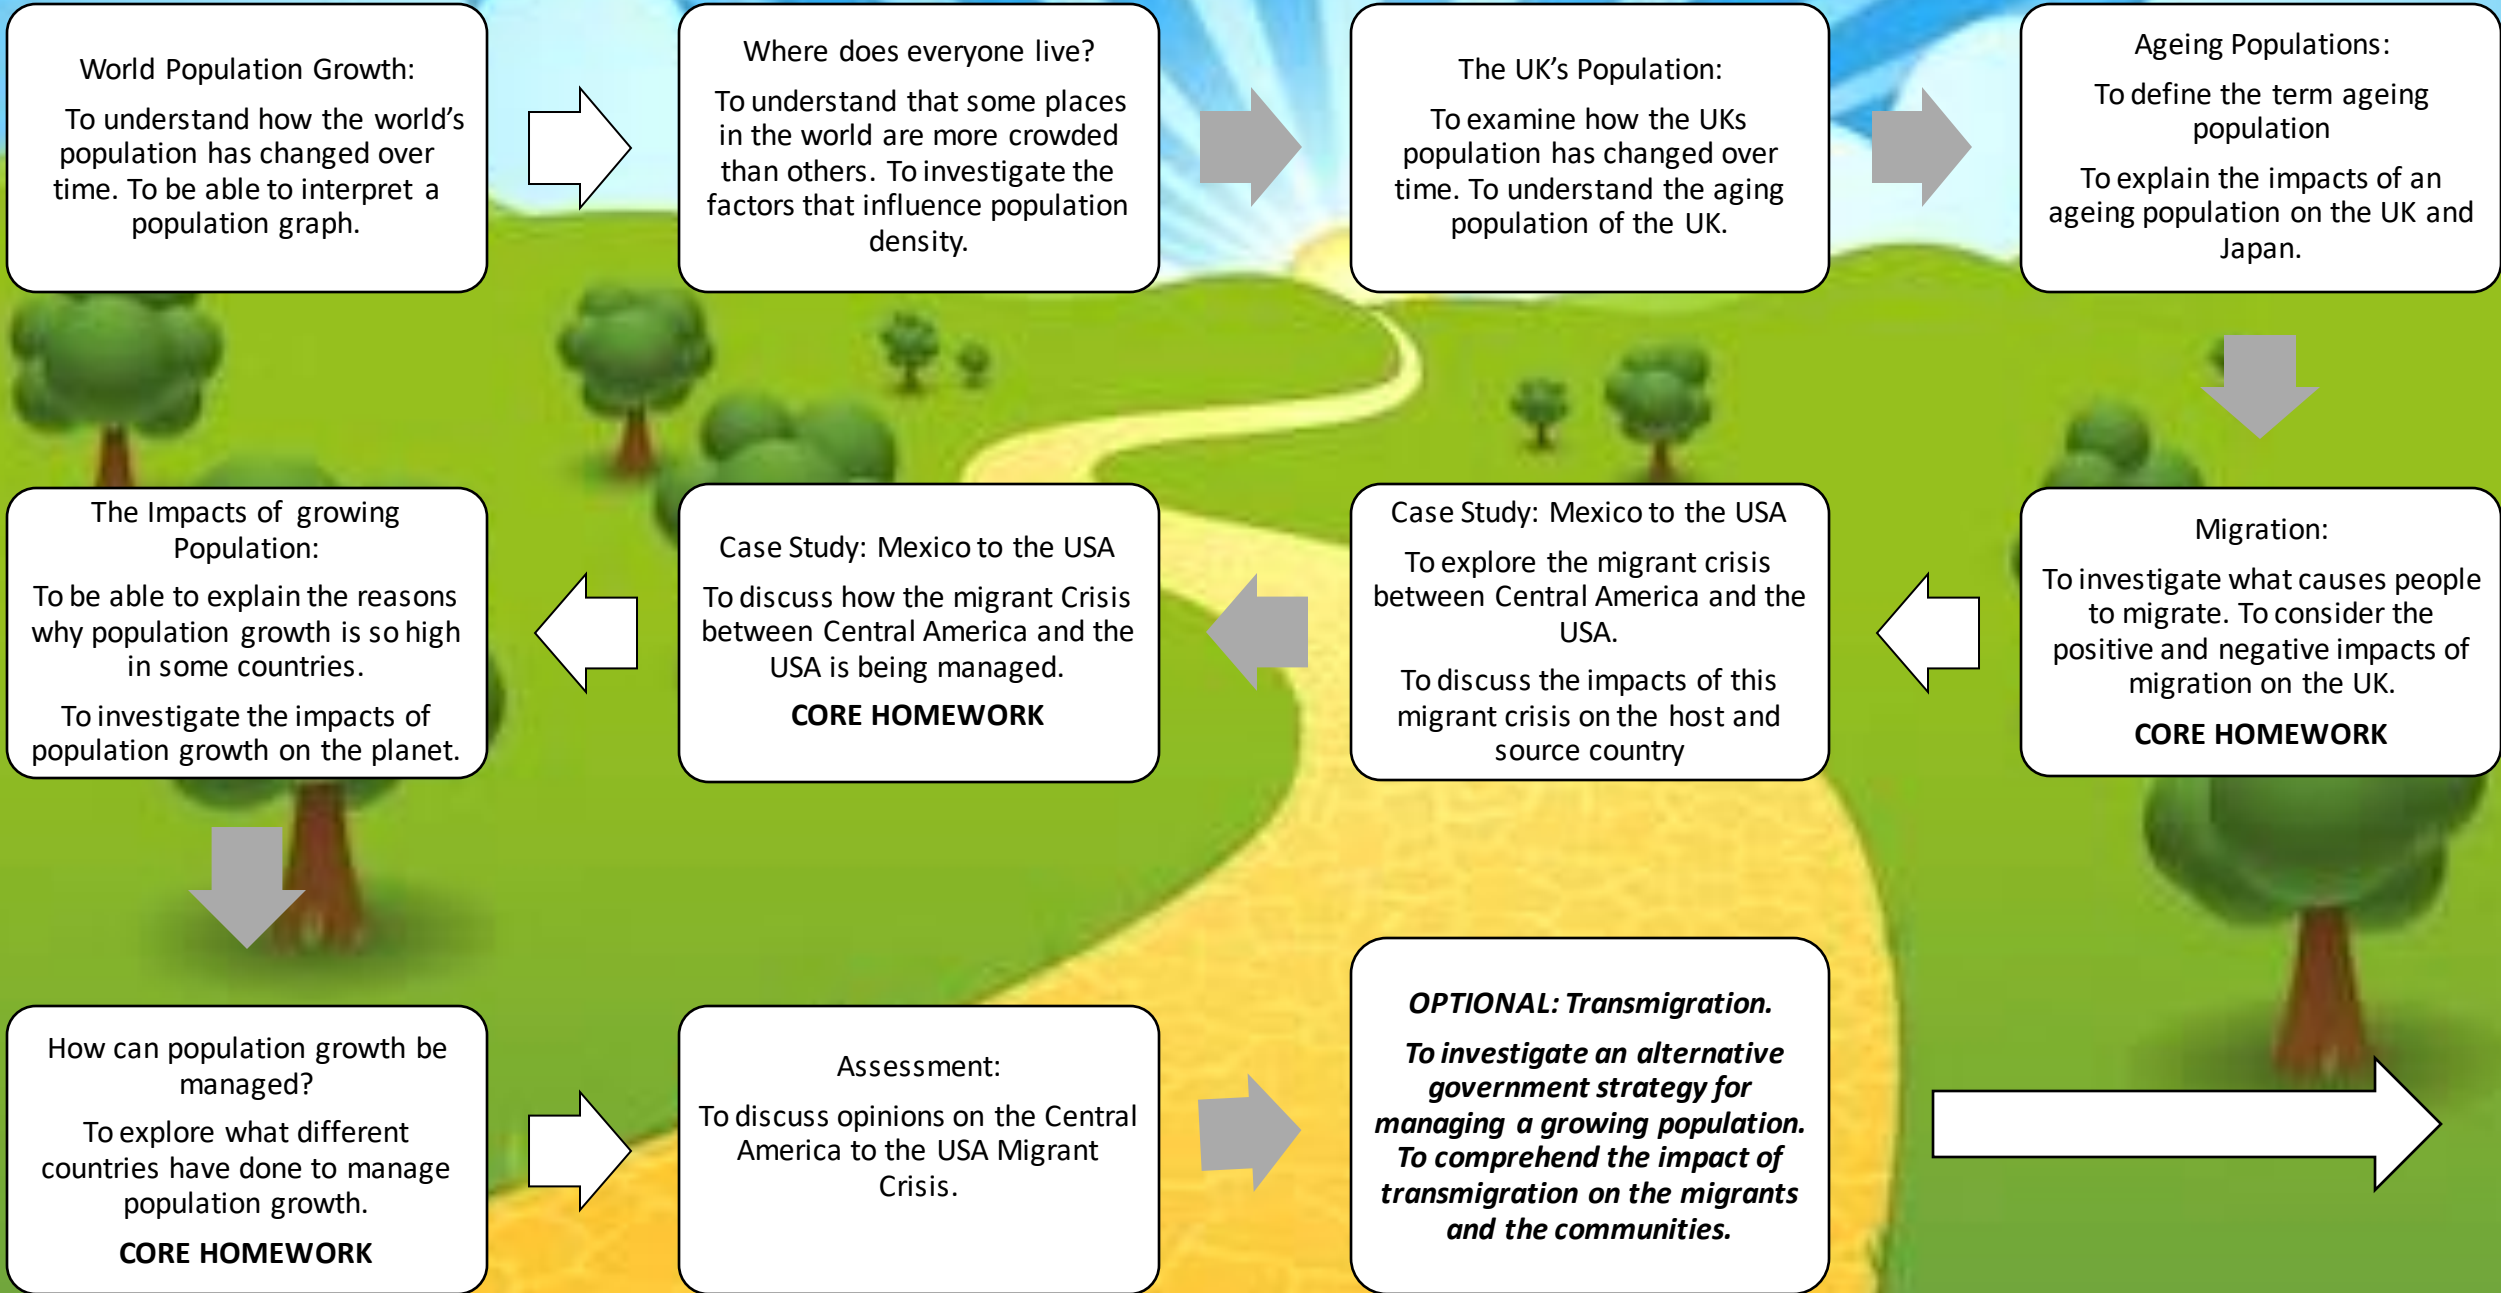 World Population Growth:
To understand how the world's
population has changed over
time. To be able to interpret a
population graph.
Where does everyone live?
To understand that some places
in the world are more crowded
than others. To investigate the
factors that influence population
density.
The UK's Population:
To examine how the UKs
population has changed over
time. To understand the aging
population of the UK.
Ageing Populations:
To define the term ageing
population
To explain the impacts of an
ageing population on the UK and
Japan.
Migration:
To investigate what causes people
to migrate. To consider the
positive and negative impacts of
migration on the UK.
CORE HOMEWORK
Case Study: Mexico to the USA
To explore the migrant crisis
between Central America and the
USA.
To discuss the impacts of this
migrant crisis on the host and
source country
Case Study: Mexico to the USA
To discuss how the migrant Crisis
between Central America and the
USA is being managed.
CORE HOMEWORK
The Impacts of growing
Population:
To be able to explain the reasons
why population growth is so high
in some countries.
To investigate the impacts of
population growth on the planet.
How can population growth be
managed?
To explore what different
countries have done to manage
population growth.
CORE HOMEWORK
Assessment:
To discuss opinions on the Central
America to the USA Migrant
Crisis.
OPTIONAL: Transmigration.
To investigate an alternative
government strategy for
managing a growing population.
To comprehend the impact of
transmigration on the migrants
and the communities.